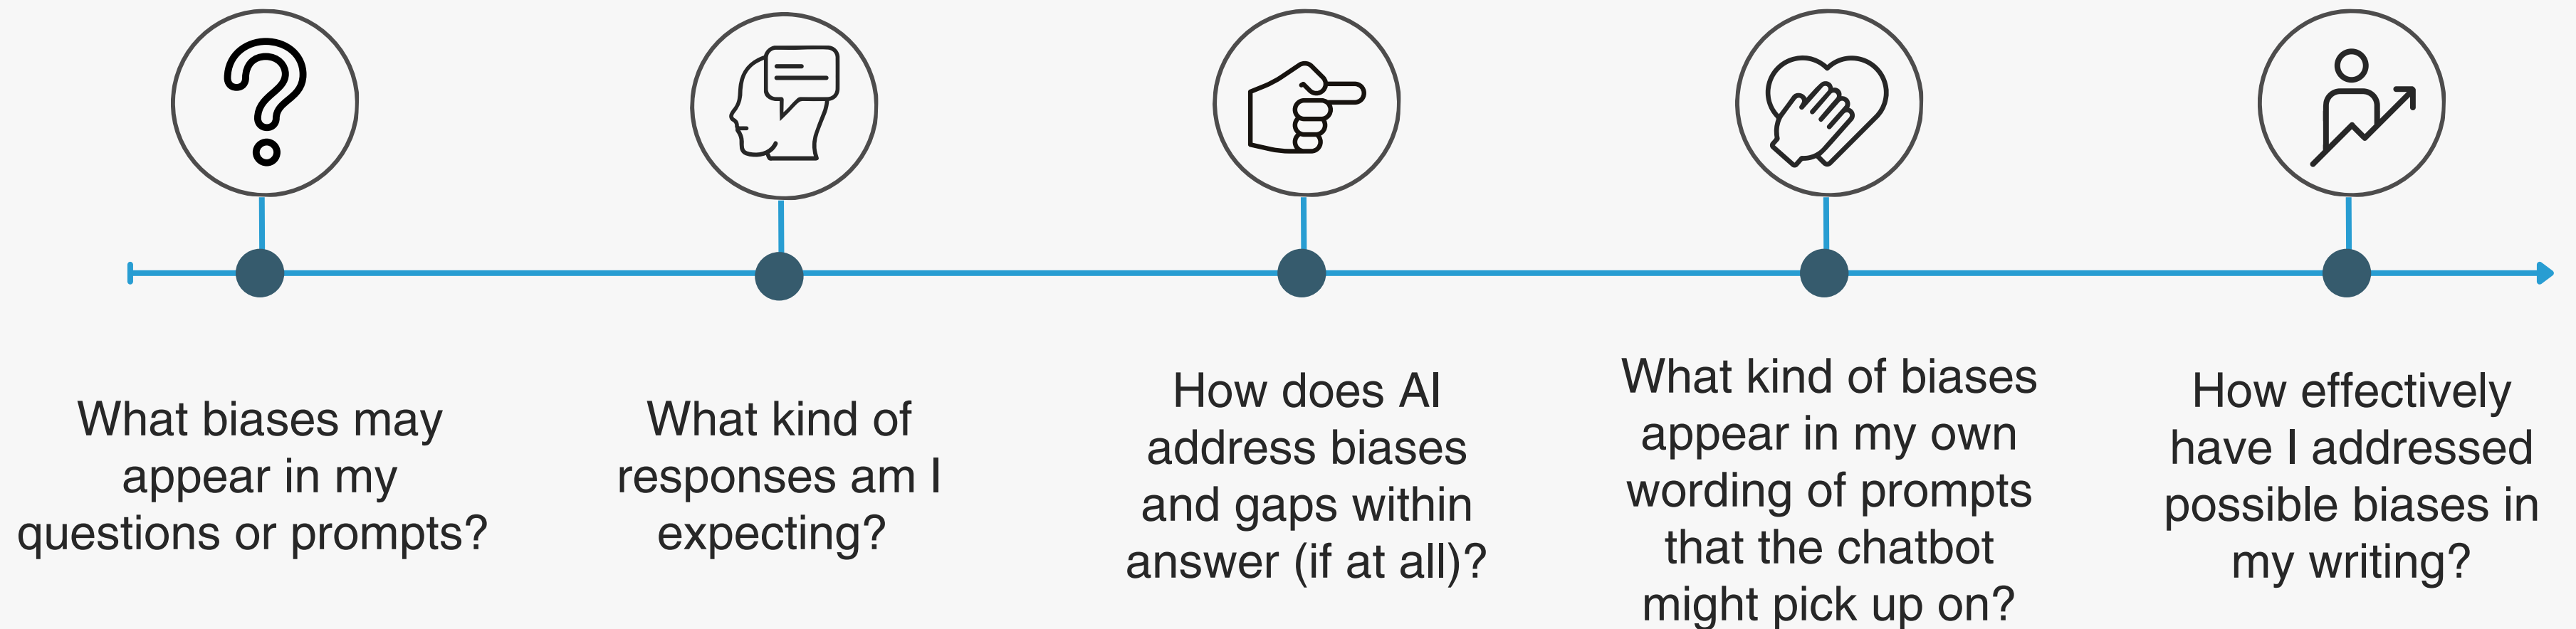 What biases may
appear in my
questions or prompts?
What kind of
responses am I
expecting?
How does AI
address biases
and gaps within
answer (if at all)?
What kind of biases
appear in my own
wording of prompts
that the chatbot
might pick up on?
How effectively
have I addressed
possible biases in
my writing?